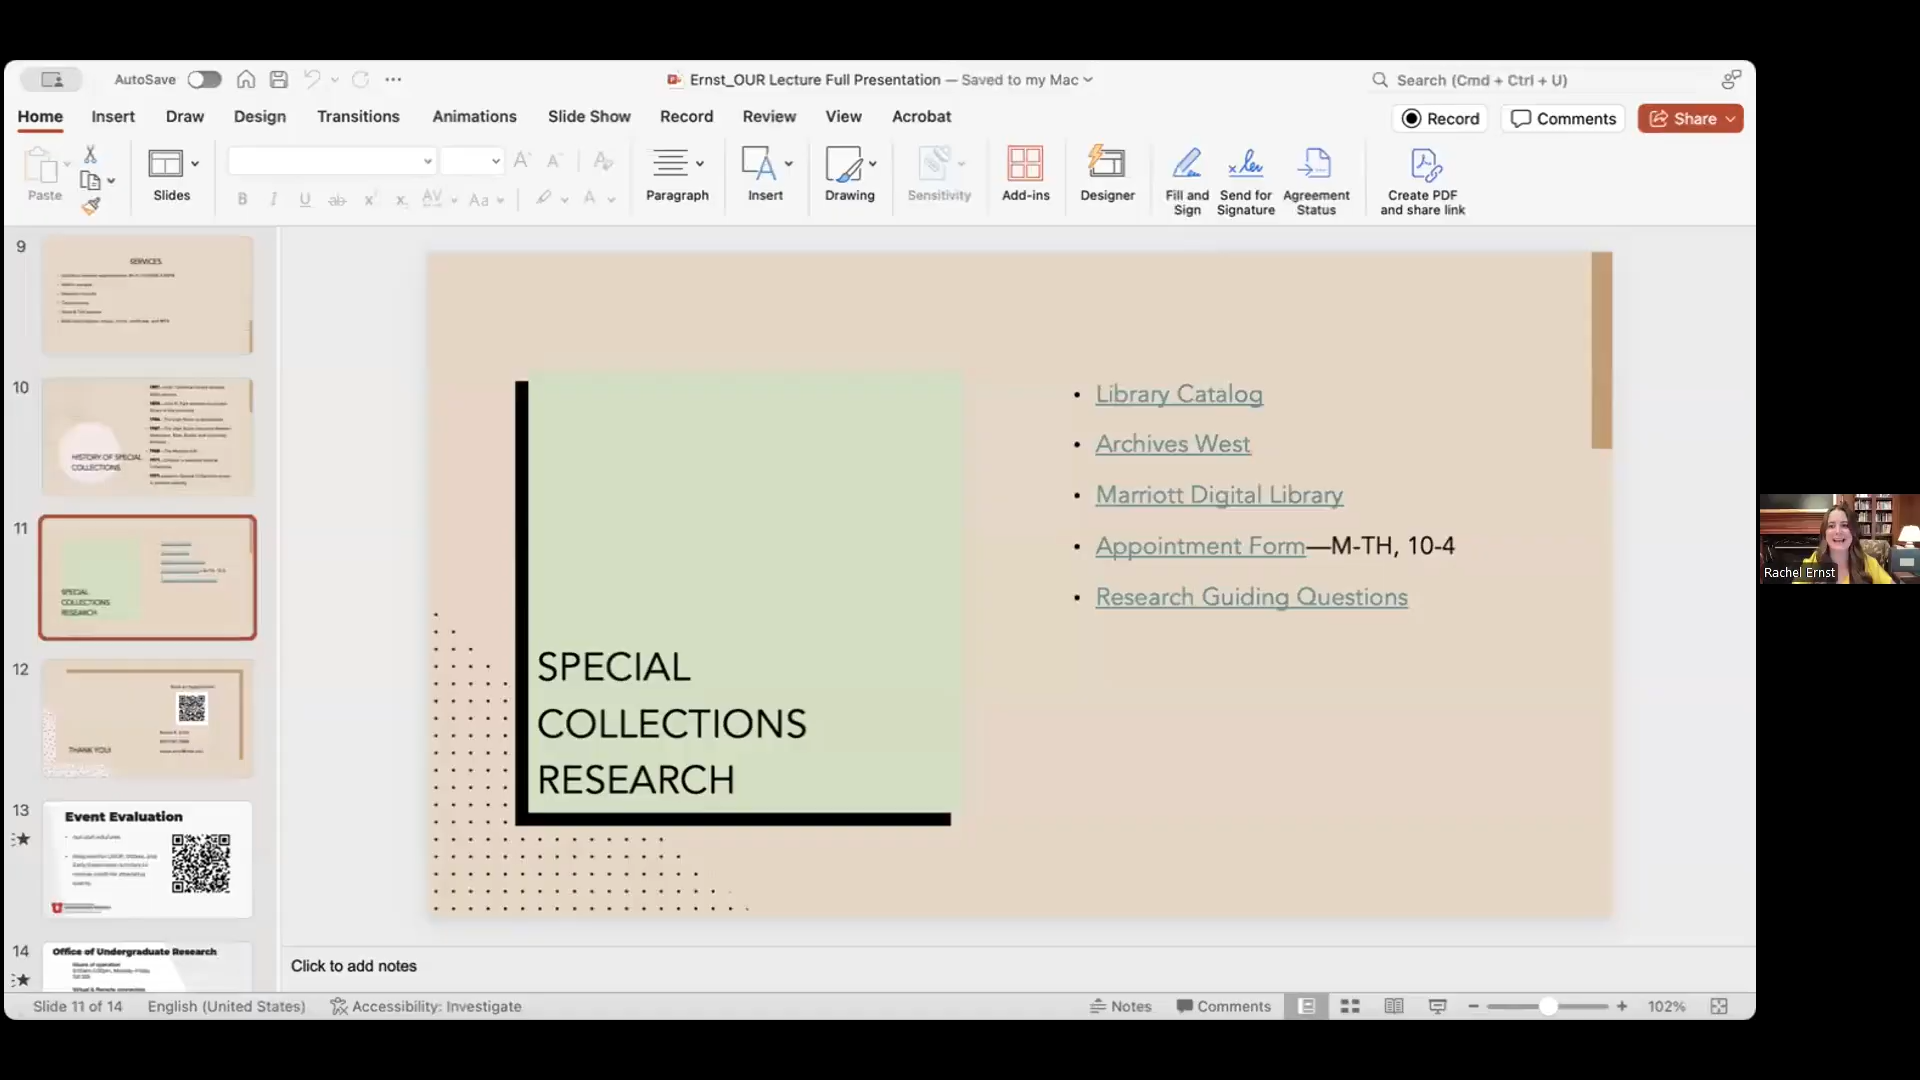 AutoSave
Ernst_OUR Lecture Full Presentation — Saved to my Mac
Search (Cmd + Ctrl + U)
Home Insert Draw Design Transitions Animations Slide Show Record Review View Acrobat
Record Comments Share
Paste Slides Paragraph Insert Drawing Sensitivity Add-ins Designer
Fill and Sign
Send for Signature
Agreement Status
Create PDF and share link
9
SERVICES
10
HISTORY OF SPECIAL
COLLECTIONS
11
SPECIAL
COLLECTIONS
RESEARCH
12
THANK YOU!
13
Event Evaluation
14
Office of Undergraduate Research
SPECIAL
COLLECTIONS
RESEARCH
• Library Catalog
• Archives West
• Marriott Digital Library
• Appointment Form—M-TH, 10-4
• Research Guiding Questions
Rachel Ernst
Click to add notes
Slide 11 of 14 English (United States) Accessibility: Investigate Notes Comments 102%